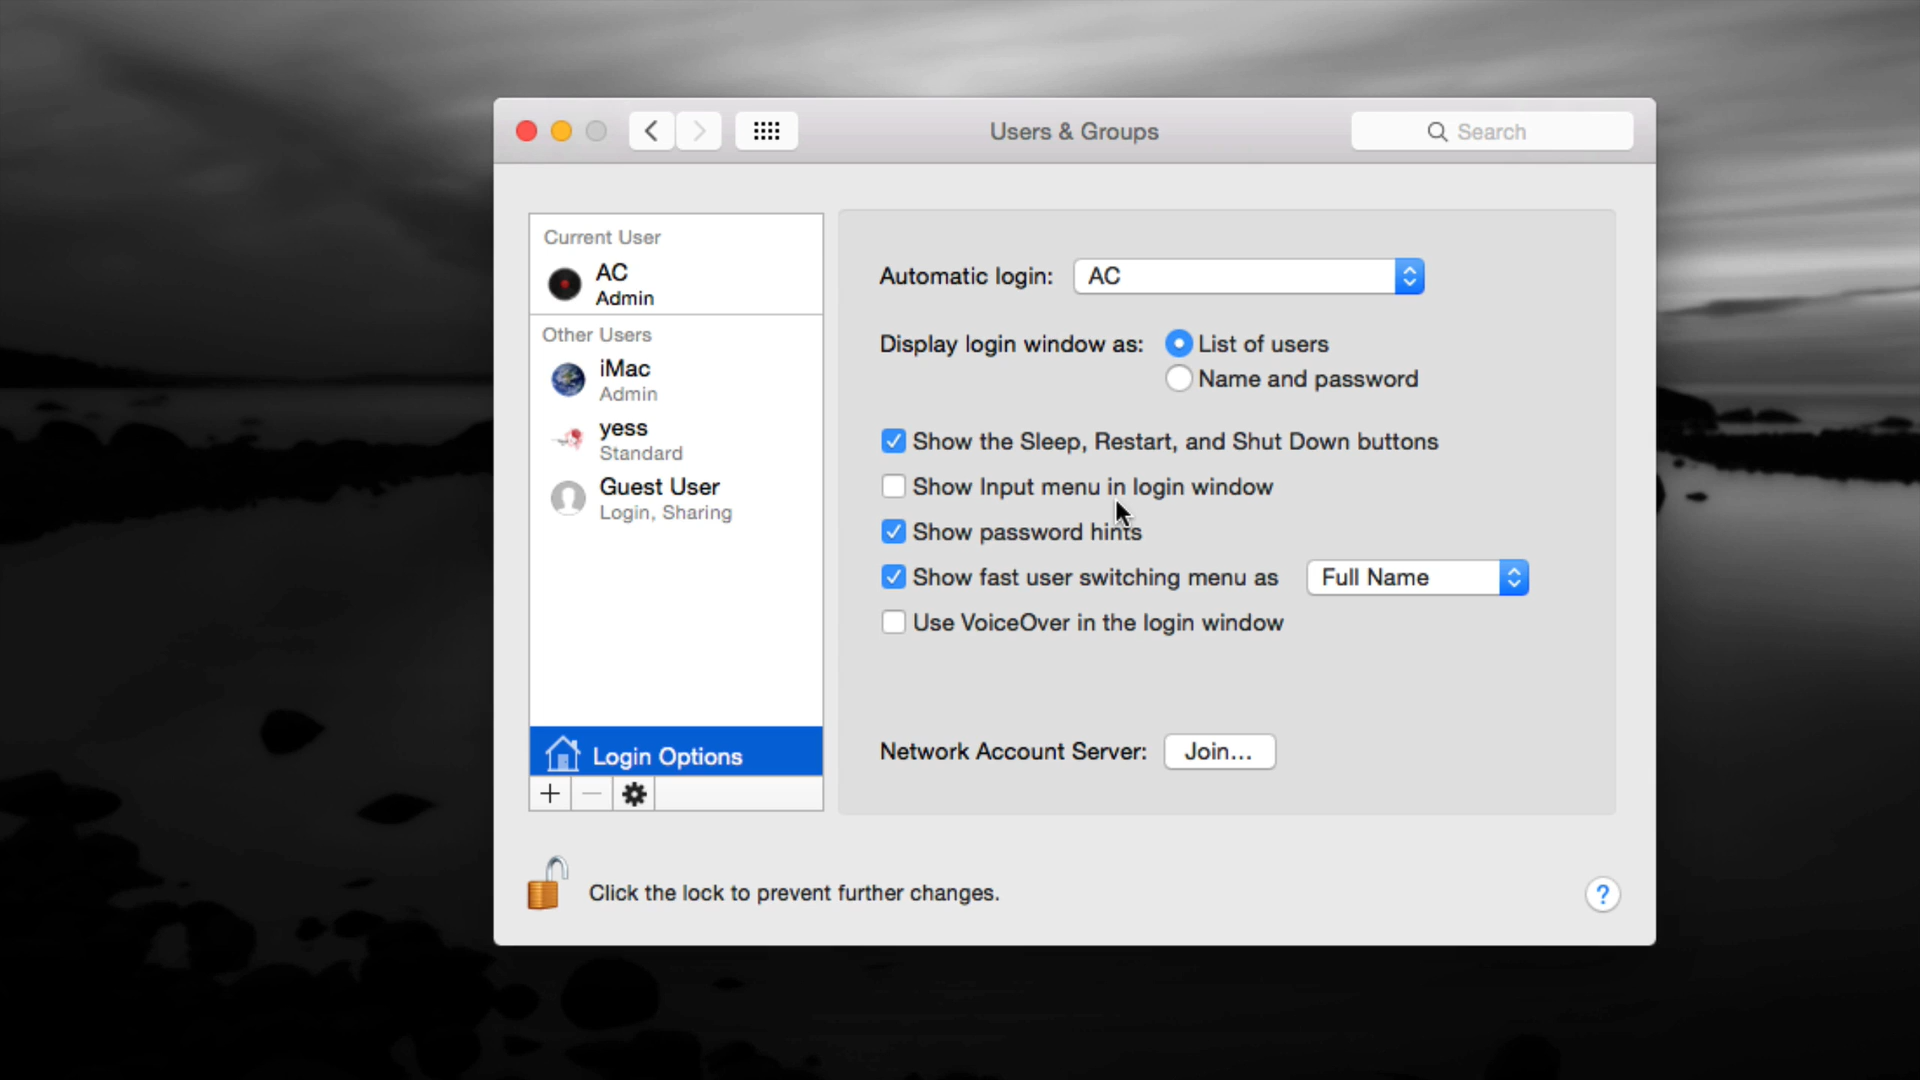 Users & Groups
Search
Current User
AC
Admin
Other Users
iMac
Admin
yess
Standard
Guest User
Login, Sharing
Login Options
Automatic login: AC
Display login window as: List of users
Name and password
Show the Sleep, Restart, and Shut Down buttons
Show Input menu in login window
Show password hints
Show fast user switching menu as Full Name
Use VoiceOver in the login window
Network Account Server: Join...
Click the lock to prevent further changes.
?